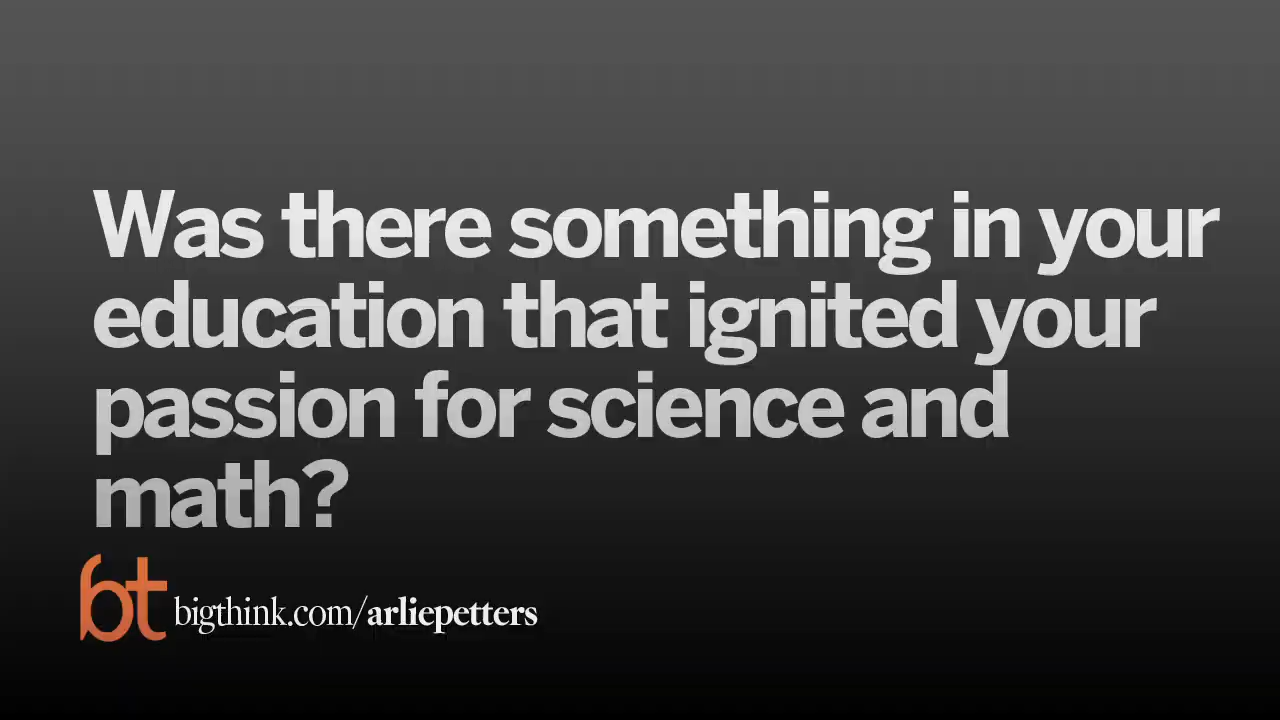 Was there something in your
education that ignited your
passion for science and
math?
bt bigthink.com/arliepetters